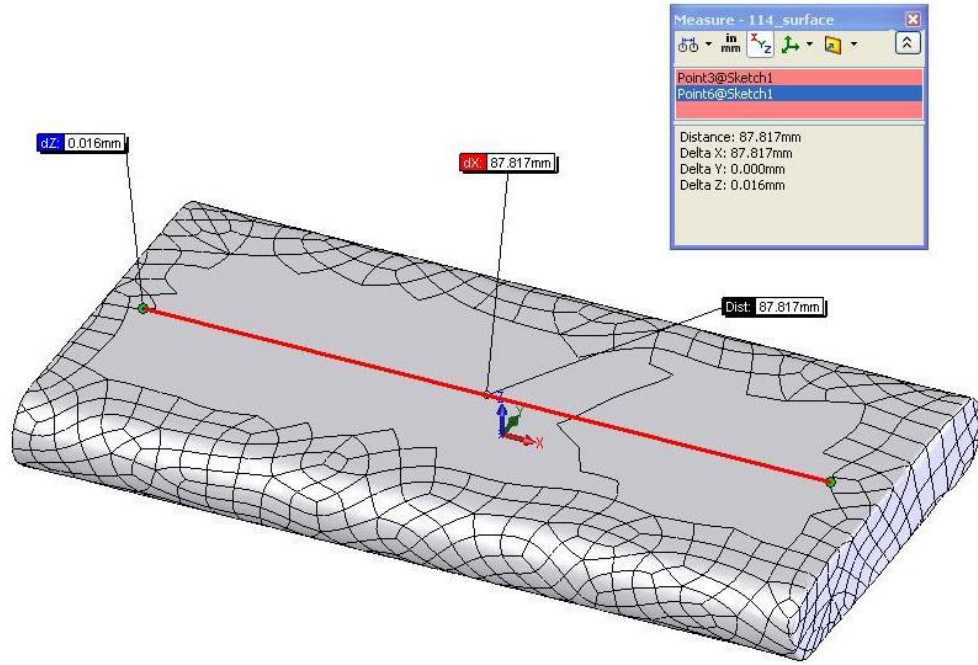 Measure - 114_surface
in
mm
X Y Z
Point3@Sketch1
Point6@Sketch1
Distance: 87.817mm
Delta X: 87.817mm
Delta Y: 0.000mm
Delta Z: 0.016mm
dZ: 0.016mm
dX: 87.817mm
Dist: 87.817mm
Z
Y
X